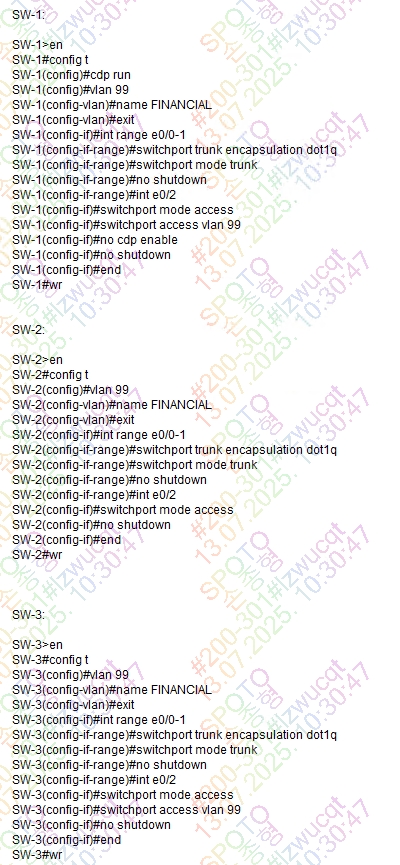 SW-1:
SW-1>en
SW-1#config t
SW-1(config)#cdp run
SW-1(config)#vlan 99
SW-1(config-vlan)#name FINANCIAL
SW-1(config-vlan)#exit
SW-1(config-if)#int range e0/0-1
SW-1(config-if-range)#switchport trunk encapsulation dot1q
SW-1(config-if-range)#switchport mode trunk
SW-1(config-if-range)#no shutdown
SW-1(config-if-range)#int e0/2
SW-1(config-if)#switchport mode access
SW-1(config-if)#switchport access vlan 99
SW-1(config-if)#no cdp enable
SW-1(config-if)#no shutdown
SW-1(config-if)#end
SW-1#wr
SW-2:
SW-2>en
SW-2#config t
SW-2(config)#vlan 99
SW-2(config-vlan)#name FINANCIAL
SW-2(config-vlan)#exit
SW-2(config-if)#int range e0/0-1
SW-2(config-if-range)#switchport trunk encapsulation dot1q
SW-2(config-if-range)#switchport mode trunk
SW-2(config-if-range)#no shutdown
SW-2(config-if-range)#int e0/2
SW-2(config-if)#switchport mode access
SW-2(config-if)#no shutdown
SW-2(config-if)#end
SW-2#wr
SW-3:
SW-3>en
SW-3#config t
SW-3(config)#vlan 99
SW-3(config-vlan)#name FINANCIAL
SW-3(config-vlan)#exit
SW-3(config-if)#int range e0/0-1
SW-3(config-if-range)#switchport trunk encapsulation dot1q
SW-3(config-if-range)#switchport mode trunk
SW-3(config-if-range)#no shutdown
SW-3(config-if-range)#int e0/2
SW-3(config-if)#switchport mode access
SW-3(config-if)#switchport access vlan 99
SW-3(config-if)#no shutdown
SW-3(config-if)#end
SW-3#wr
SPOTO
#200-301#lzwucqt
13.07.2025. 10:30:47